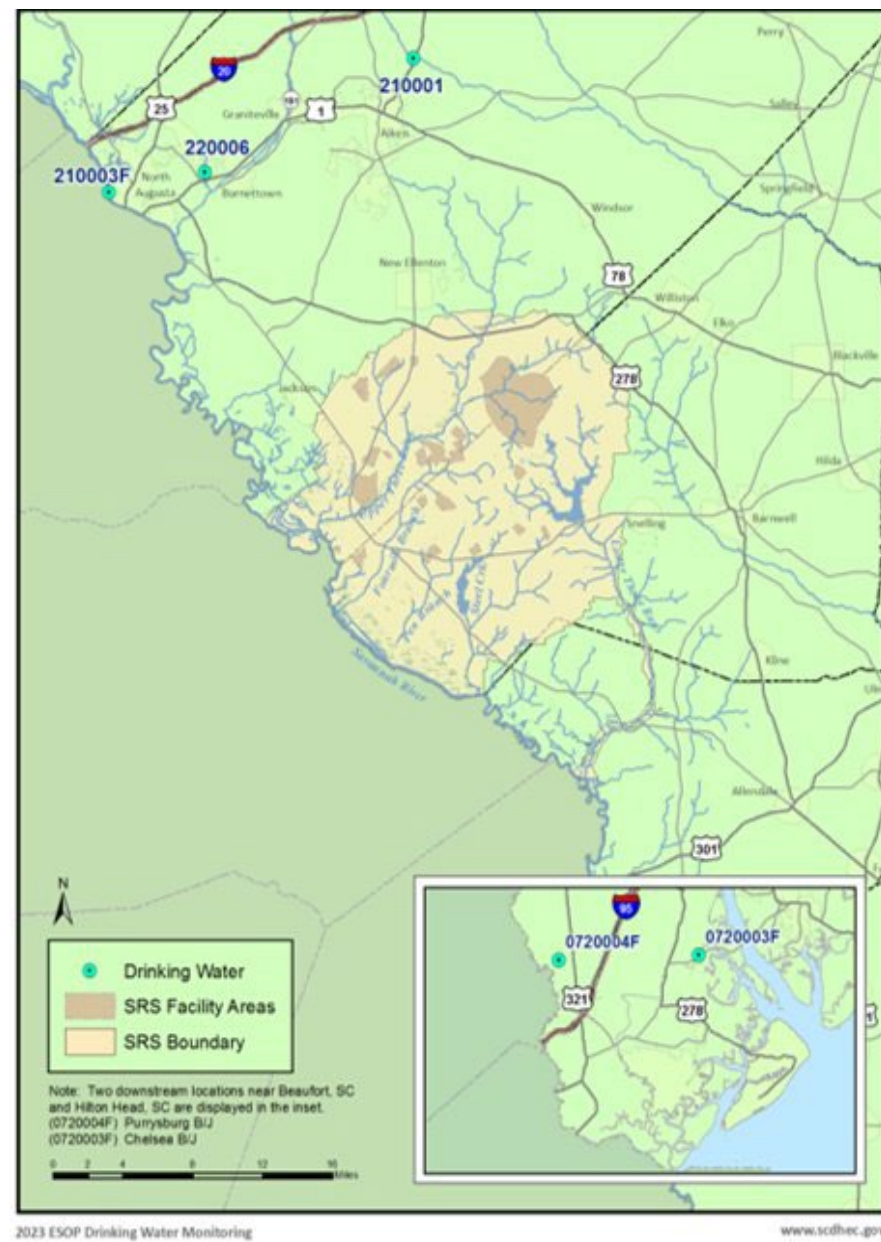 Perry
20
210001
Salley
25
191
Graniteville
1
Aiken
220006
210003F
North
Augusta
Burnettown
Springfield
Windsor
New Ellenton
78
Williston
Elko
Blackville
278
Jackson
Hilda
Snelling
Barnwell
Steel Creek
Savannah River
Kline
Allendale
301
N
95
0720004F
0720003F
321
278
Drinking Water
SRS Facility Areas
SRS Boundary
Note: Two downstream locations near Beaufort, SC
and Hilton Head, SC are displayed in the inset.
(0720004F) Purrysburg B/J
(0720003F) Chelsea B/J
0 2 4 8 12 16
Miles
2023 ESOP Drinking Water Monitoring
www.scdhec.gov